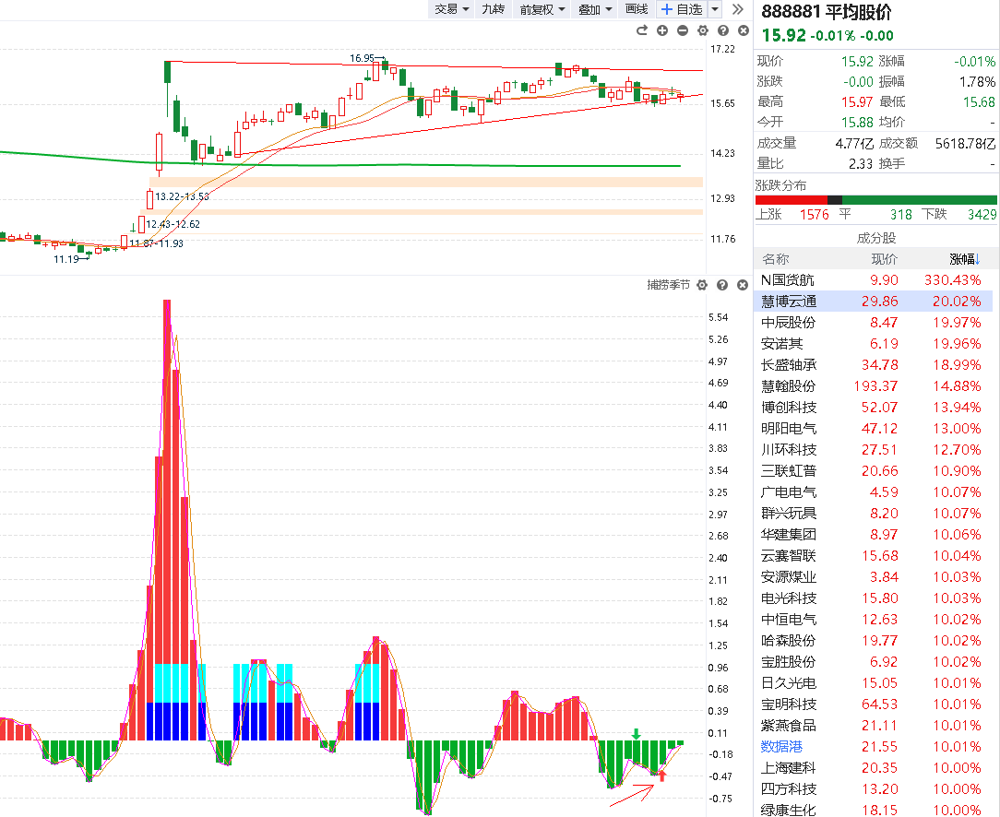 交易 九转 前复权 叠加 画线 自选
888881 平均股价
15.92 -0.01% -0.00
现价 15.92 涨幅 -0.01%
涨跌 -0.00 振幅 1.78%
最高 15.97 最低 15.68
今开 15.88 均价 -
成交量 4.77亿 成交额 5618.78亿
量比 2.33 换手 -
涨跌分布
上涨 1576 平 318 下跌 3429
成分股
名称 现价 涨幅↓
N国货航 9.90 330.43%
慧博云通 29.86 20.02%
中辰股份 8.47 19.97%
安诺其 6.19 19.96%
长盛轴承 34.78 18.99%
慧翰股份 193.37 14.88%
博创科技 52.07 13.94%
明阳电气 47.12 13.00%
川环科技 27.51 12.70%
三联虹普 20.66 10.90%
广电电气 4.59 10.07%
群兴玩具 8.20 10.07%
华建集团 8.97 10.06%
云赛智联 15.68 10.04%
安源煤业 3.84 10.03%
电光科技 15.80 10.03%
中恒电气 12.63 10.02%
哈森股份 19.77 10.02%
宝胜股份 6.92 10.02%
日久光电 15.05 10.01%
宝明科技 64.53 10.01%
紫燕食品 21.11 10.01%
数据港 21.55 10.01%
上海建科 20.35 10.00%
四方科技 13.20 10.00%
绿康生化 18.15 10.00%
17.22
16.95
15.65
14.23
13.22-13.53
12.93
12.43-12.62
11.87-11.93
11.76
11.19
捕捞季节
5.54
5.26
4.97
4.69
4.40
4.11
3.83
3.54
3.25
2.97
2.68
2.40
2.11
1.82
1.54
1.25
0.96
0.68
0.39
0.11
-0.18
-0.47
-0.75